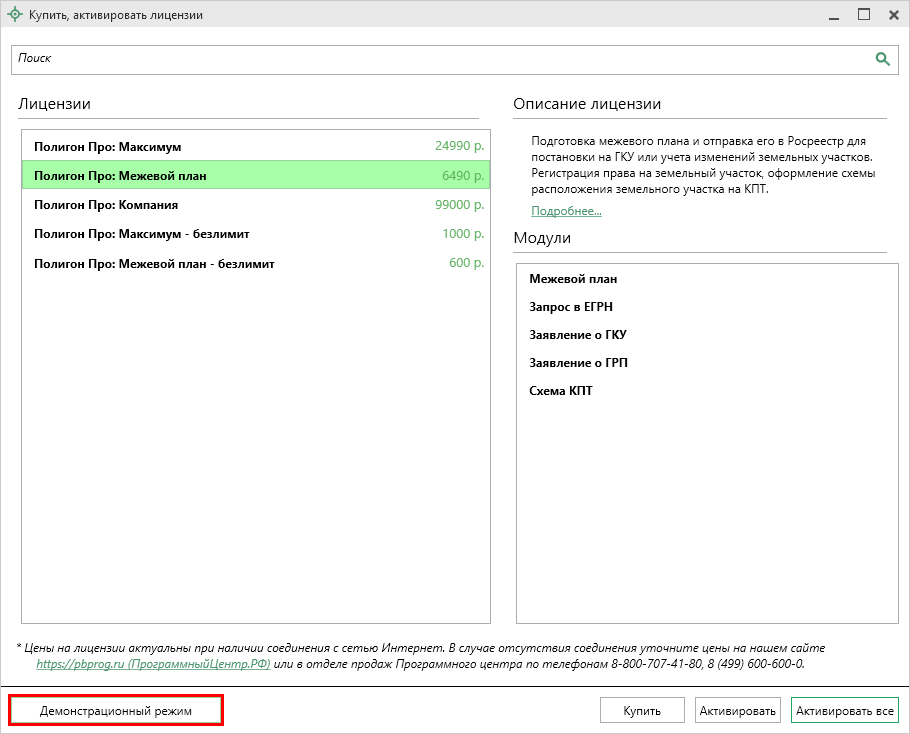 Купить, активировать лицензии
Поиск
Лицензии
Полигон Про: Максимум 24990 р.
Полигон Про: Межевой план 6490 р.
Полигон Про: Компания 99000 р.
Полигон Про: Максимум - безлимит 1000 р.
Полигон Про: Межевой план - безлимит 600 р.
Описание лицензии
Подготовка межевого плана и отправка его в Росреестр для
постановки на ГКУ или учета изменений земельных участков.
Регистрация права на земельный участок, оформление схемы
расположения земельного участка на КПТ.
Подробнее...
Модули
Межевой план
Запрос в ЕГРН
Заявление о ГКУ
Заявление о ГРП
Схема КПТ
* Цены на лицензии актуальны при наличии соединения с сетью Интернет. В случае отсутствия соединения уточните цены на нашем сайте
https://pbprog.ru (ПрограммныйЦентр.РФ) или в отделе продаж Программного центра по телефонам 8-800-707-41-80, 8 (499) 600-600-0.
Демонстрационный режим
Купить
Активировать
Активировать все